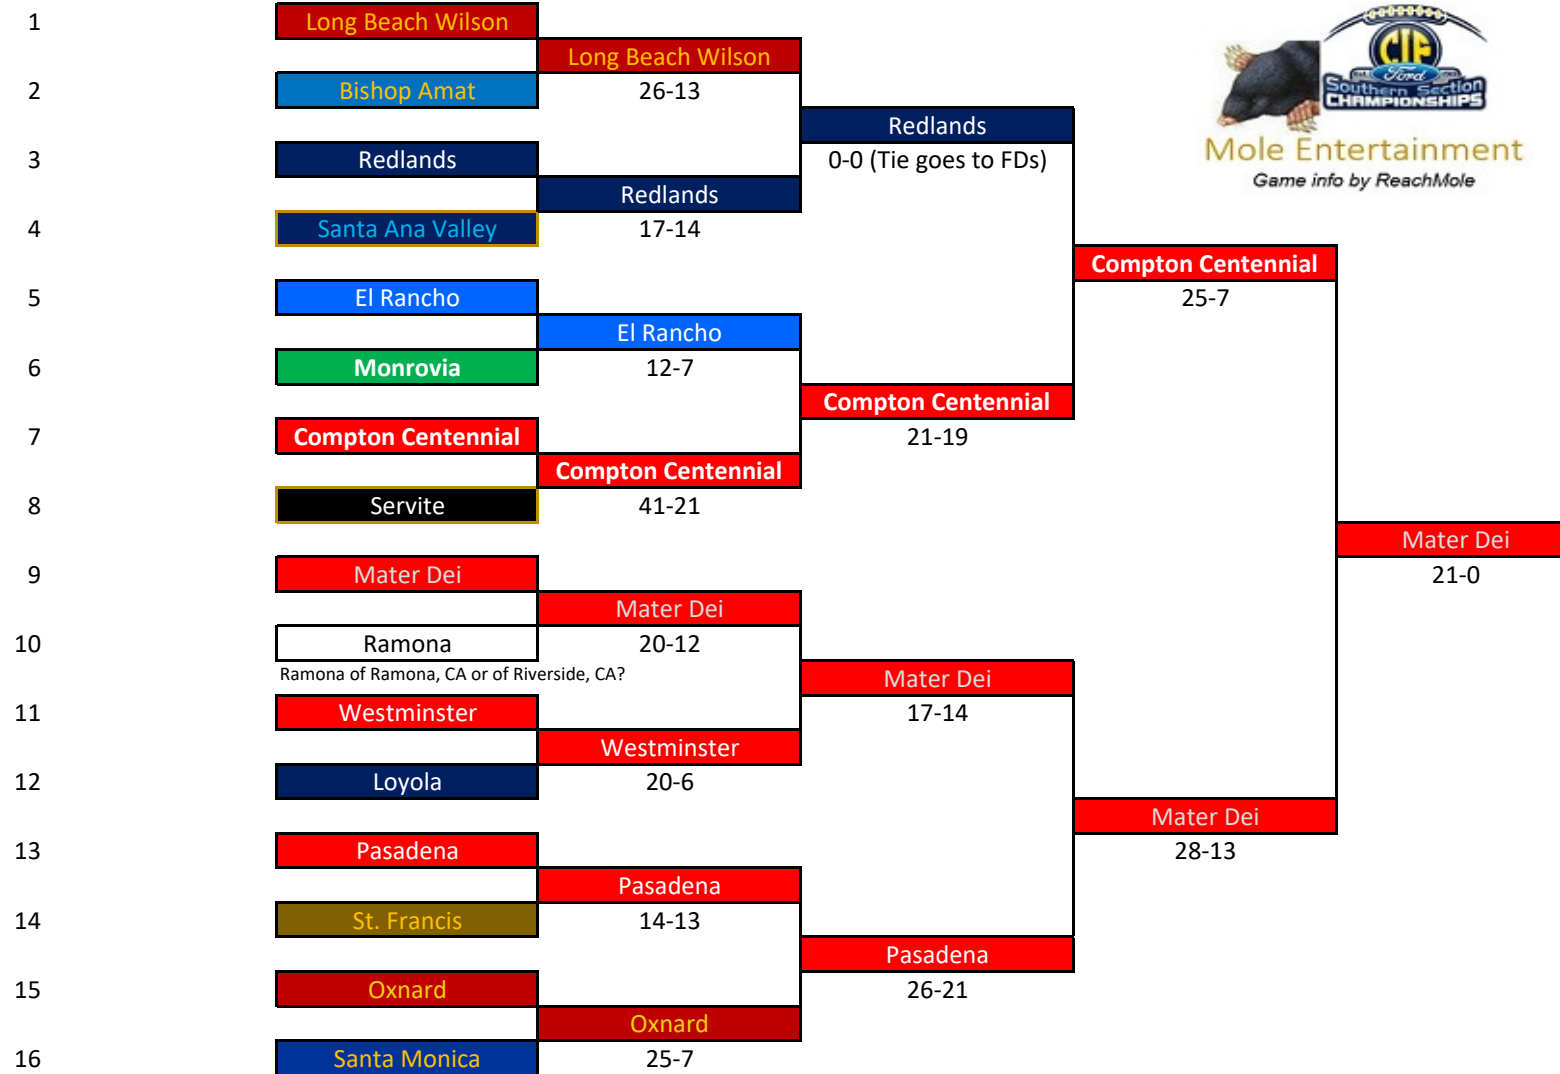 1
Long Beach Wilson
Long Beach Wilson
2
Bishop Amat
26-13
Redlands
3
Redlands
0-0 (Tie goes to FDs)
Redlands
4
Santa Ana Valley
17-14
Compton Centennial
5
El Rancho
25-7
El Rancho
6
Monrovia
12-7
Compton Centennial
7
Compton Centennial
21-19
Compton Centennial
8
Servite
41-21
Mater Dei
9
Mater Dei
21-0
Mater Dei
10
Ramona
20-12
Ramona of Ramona, CA or of Riverside, CA?
Mater Dei
11
Westminster
17-14
Westminster
12
Loyola
20-6
Mater Dei
13
Pasadena
28-13
Pasadena
14
St. Francis
14-13
Pasadena
15
Oxnard
26-21
Oxnard
16
Santa Monica
25-7
CIF
Ford
Southern Section
CHAMPIONSHIPS
Mole Entertainment
Game info by ReachMole